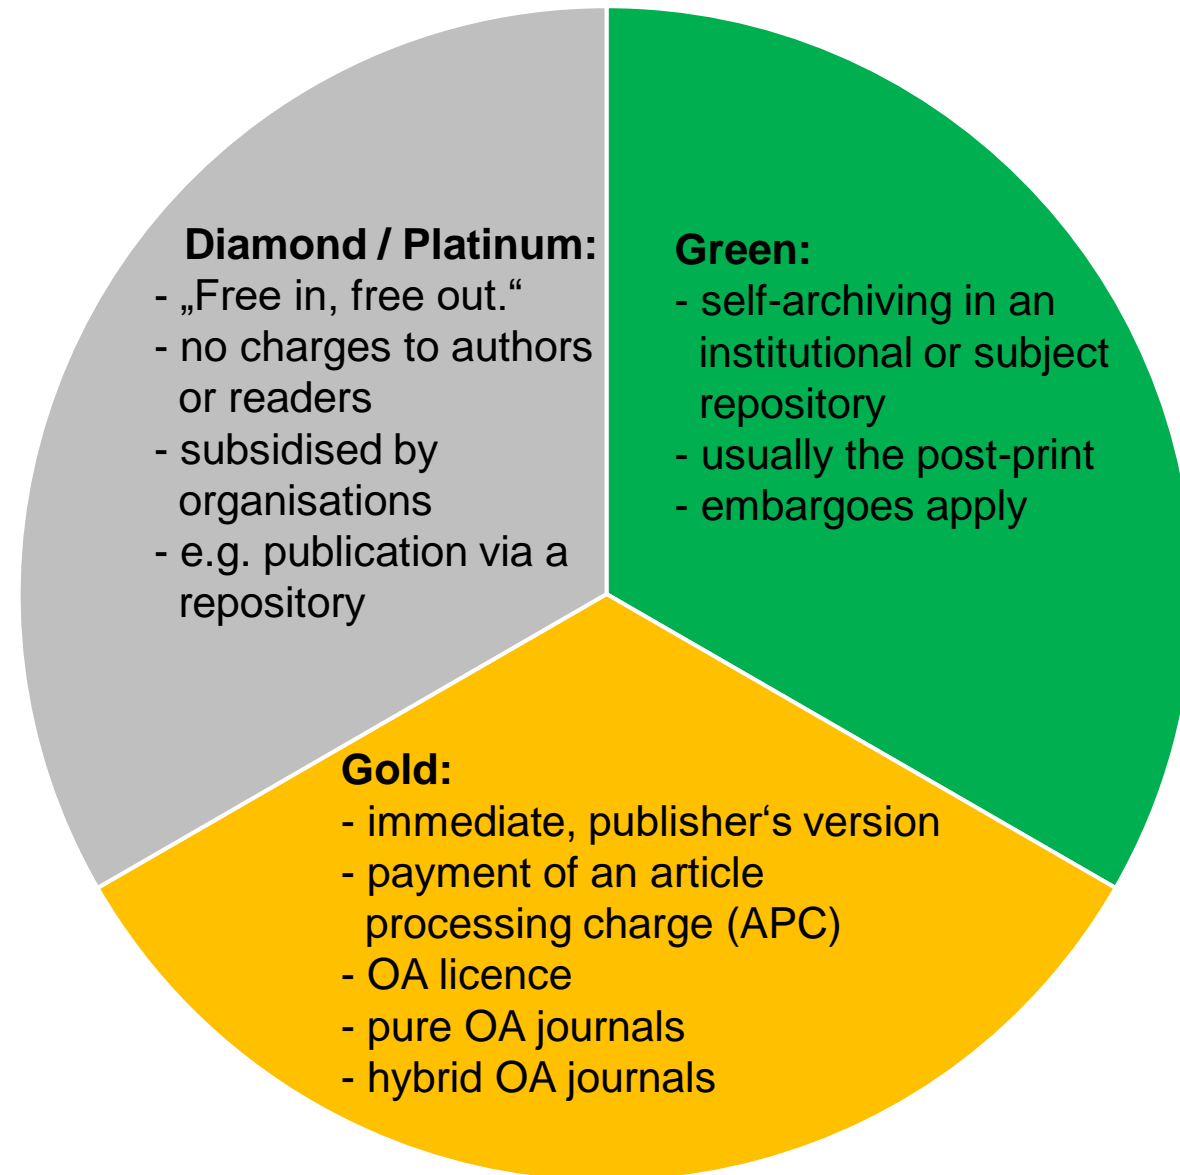 Diamond / Platinum:
- „Free in, free out.“
- no charges to authors
or readers
- subsidised by
organisations
- e.g. publication via a
repository
Green:
- self-archiving in an
institutional or subject
repository
- usually the post-print
- embargoes apply
Gold:
- immediate, publisher‘s version
- payment of an article
processing charge (APC)
- OA licence
- pure OA journals
- hybrid OA journals